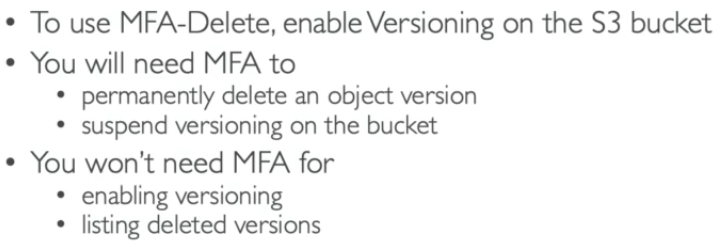 • To use MFA-Delete, enable Versioning on the S3 bucket
• You will need MFA to
• permanently delete an object version
• suspend versioning on the bucket
• You won't need MFA for
• enabling versioning
• listing deleted versions